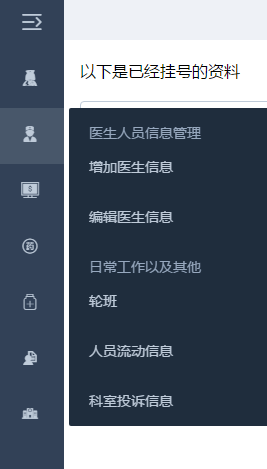 以下是已经挂号的资料
医生人员信息管理
增加医生信息
编辑医生信息
日常工作以及其他
轮班
人员流动信息
科室投诉信息